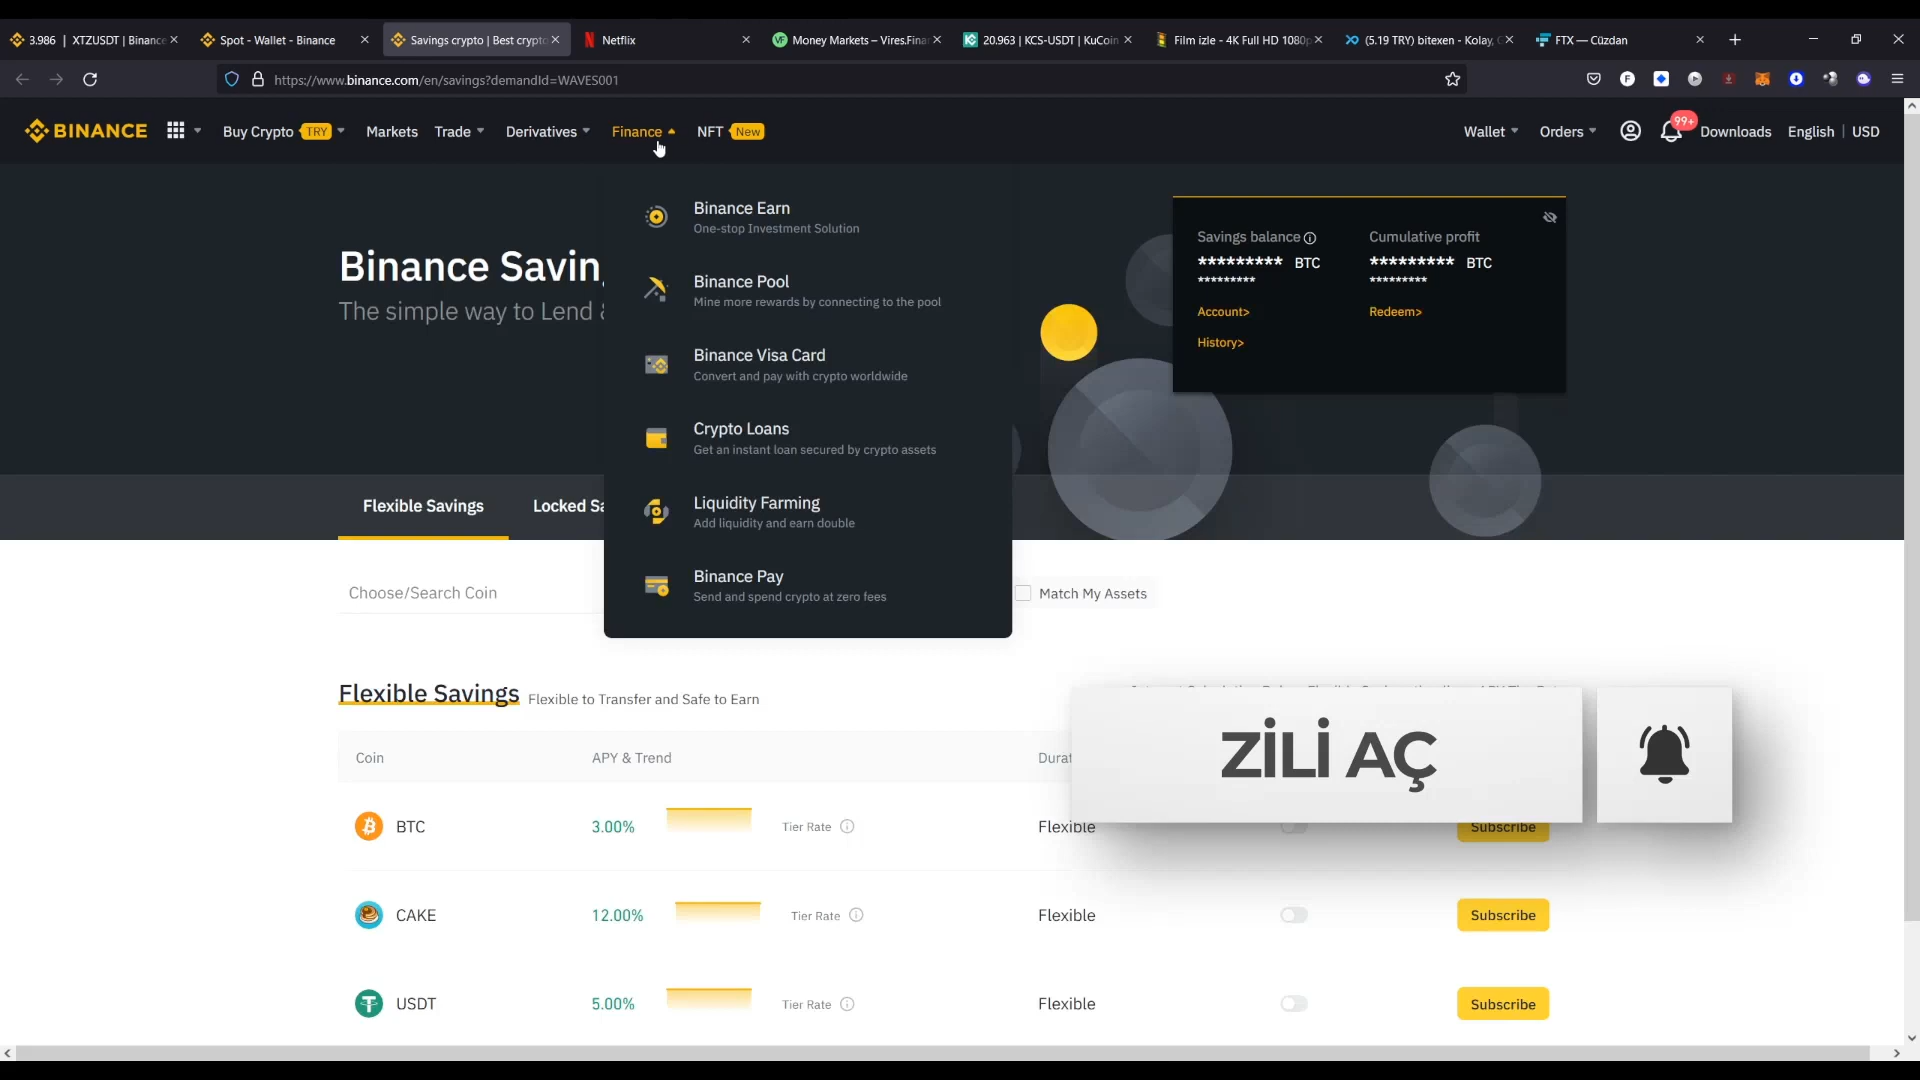 3.986 | XTZUSDT | Binance
Spot - Wallet - Binance
Savings crypto | Best crypto
Netflix
Money Markets – Vires.Finan
20.963 | KCS-USDT | KuCoin
Film izle - 4K Full HD 1080p
(5.19 TRY) bitexen - Kolay,
FTX — Cüzdan
https://www.binance.com/en/savings?demandId=WAVES001
BINANCE
Buy Crypto TRY
Markets
Trade
Derivatives
Finance
NFT New
Wallet
Orders
99+
Downloads
English | USD
Binance Savin
The simple way to Lend
Binance Earn
One-stop Investment Solution
Binance Pool
Mine more rewards by connecting to the pool
Binance Visa Card
Convert and pay with crypto worldwide
Crypto Loans
Get an instant loan secured by crypto assets
Liquidity Farming
Add liquidity and earn double
Binance Pay
Send and spend crypto at zero fees
Savings balance
Cumulative profit
********* BTC
********* BTC
*********
*********
Account>
Redeem>
History>
Flexible Savings
Locked Sa
Choose/Search Coin
Match My Assets
Flexible Savings
Flexible to Transfer and Safe to Earn
Coin
APY & Trend
Durat
ZİLİ AÇ
BTC
3.00%
Tier Rate
Flexible
Subscribe
CAKE
12.00%
Tier Rate
Flexible
Subscribe
USDT
5.00%
Tier Rate
Flexible
Subscribe